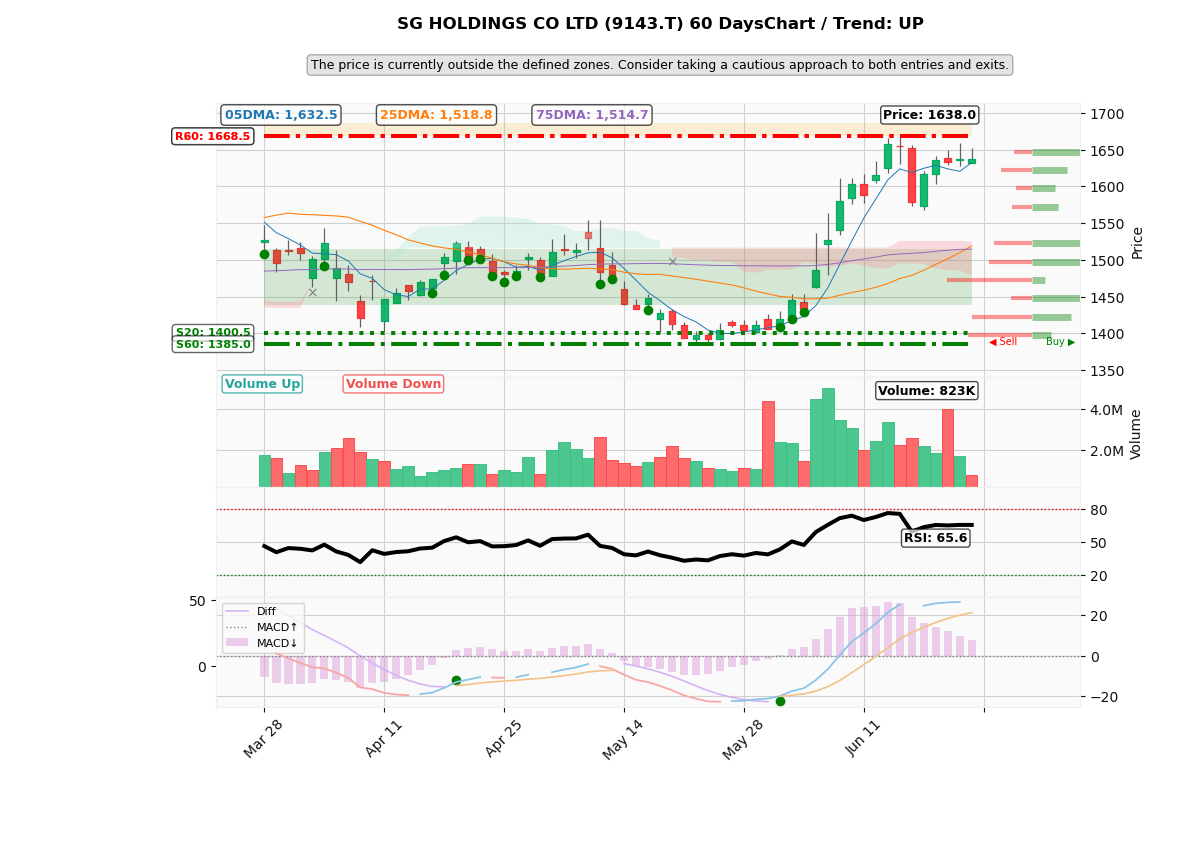 SG HOLDINGS CO LTD (9143.T) 60 DaysChart / Trend: UP
The price is currently outside the defined zones. Consider taking a cautious approach to both entries and exits.
05DMA: 1,632.5
25DMA: 1,518.8
75DMA: 1,514.7
Price: 1638.0
R60: 1668.5
S20: 1400.5
S60: 1385.0
1700
1650
1600
1550
1500
1450
1400
1350
Price
◀ Sell
Buy ▶
Volume Up
Volume Down
Volume: 823K
4.0M
2.0M
Volume
80
50
20
RSI: 65.6
50
0
Diff
MACD↑
MACD↓
20
0
−20
Mar 28
Apr 11
Apr 25
May 14
May 28
Jun 11